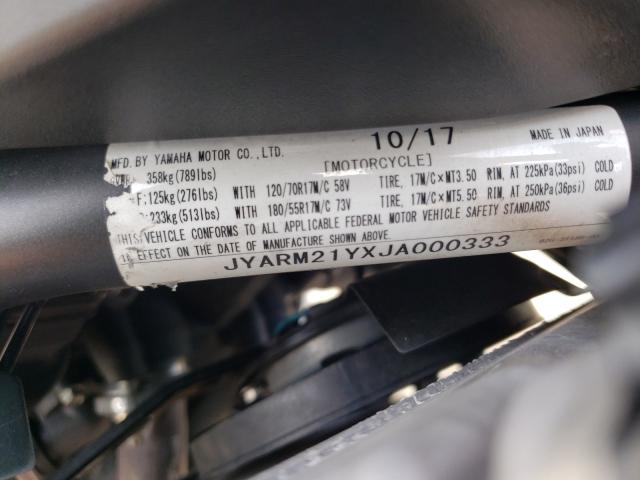 10/17
MFD. BY YAMAHA MOTOR CO.,LTD. [MOTORCYCLE] MADE IN JAPAN
358kg(789lbs)
F:125kg(276lbs) WITH 120/70R17M/C 58V TIRE, 17M/C×MT3.50 RIM, AT 225kPa(33psi) COLD
233kg(513lbs) WITH 180/55R17M/C 73V TIRE, 17M/C×MT5.50 RIM, AT 250kPa(36psi) COLD
THIS VEHICLE CONFORMS TO ALL APPLICABLE FEDERAL MOTOR VEHICLE SAFETY STANDARDS
IN EFFECT ON THE DATE OF MANUFACTURE SHOWN ABOVE.
JYARM21YXJA000333